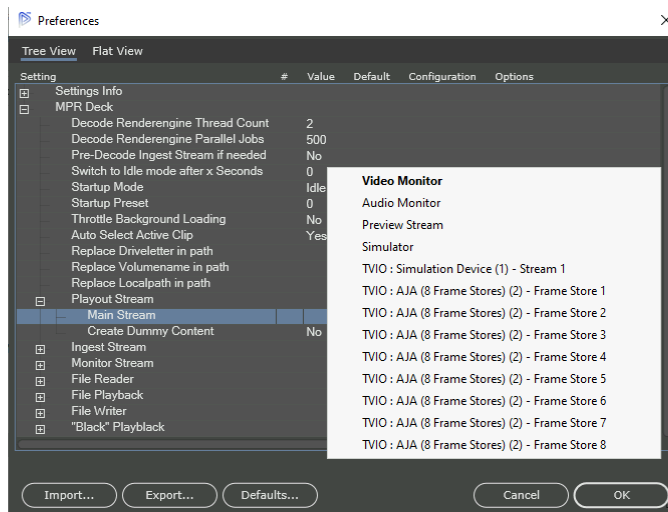 Preferences
Tree View Flat View
Setting # Value Default Configuration Options
Settings Info
MPR Deck
Decode Renderengine Thread Count 2
Decode Renderengine Parallel Jobs 500
Pre-Decode Ingest Stream if needed No
Switch to Idle mode after x Seconds 0
Startup Mode Idle
Startup Preset 0
Throttle Background Loading No
Auto Select Active Clip Yes
Replace Driveletter in path
Replace Volumename in path
Replace Localpath in path
Playout Stream
Main Stream
Create Dummy Content No
Ingest Stream
Monitor Stream
File Reader
File Playback
File Writer
"Black" Playblack
Video Monitor
Audio Monitor
Preview Stream
Simulator
TVIO : Simulation Device (1) - Stream 1
TVIO : AJA (8 Frame Stores) (2) - Frame Store 1
TVIO : AJA (8 Frame Stores) (2) - Frame Store 2
TVIO : AJA (8 Frame Stores) (2) - Frame Store 3
TVIO : AJA (8 Frame Stores) (2) - Frame Store 4
TVIO : AJA (8 Frame Stores) (2) - Frame Store 5
TVIO : AJA (8 Frame Stores) (2) - Frame Store 6
TVIO : AJA (8 Frame Stores) (2) - Frame Store 7
TVIO : AJA (8 Frame Stores) (2) - Frame Store 8
Import... Export... Defaults... Cancel OK